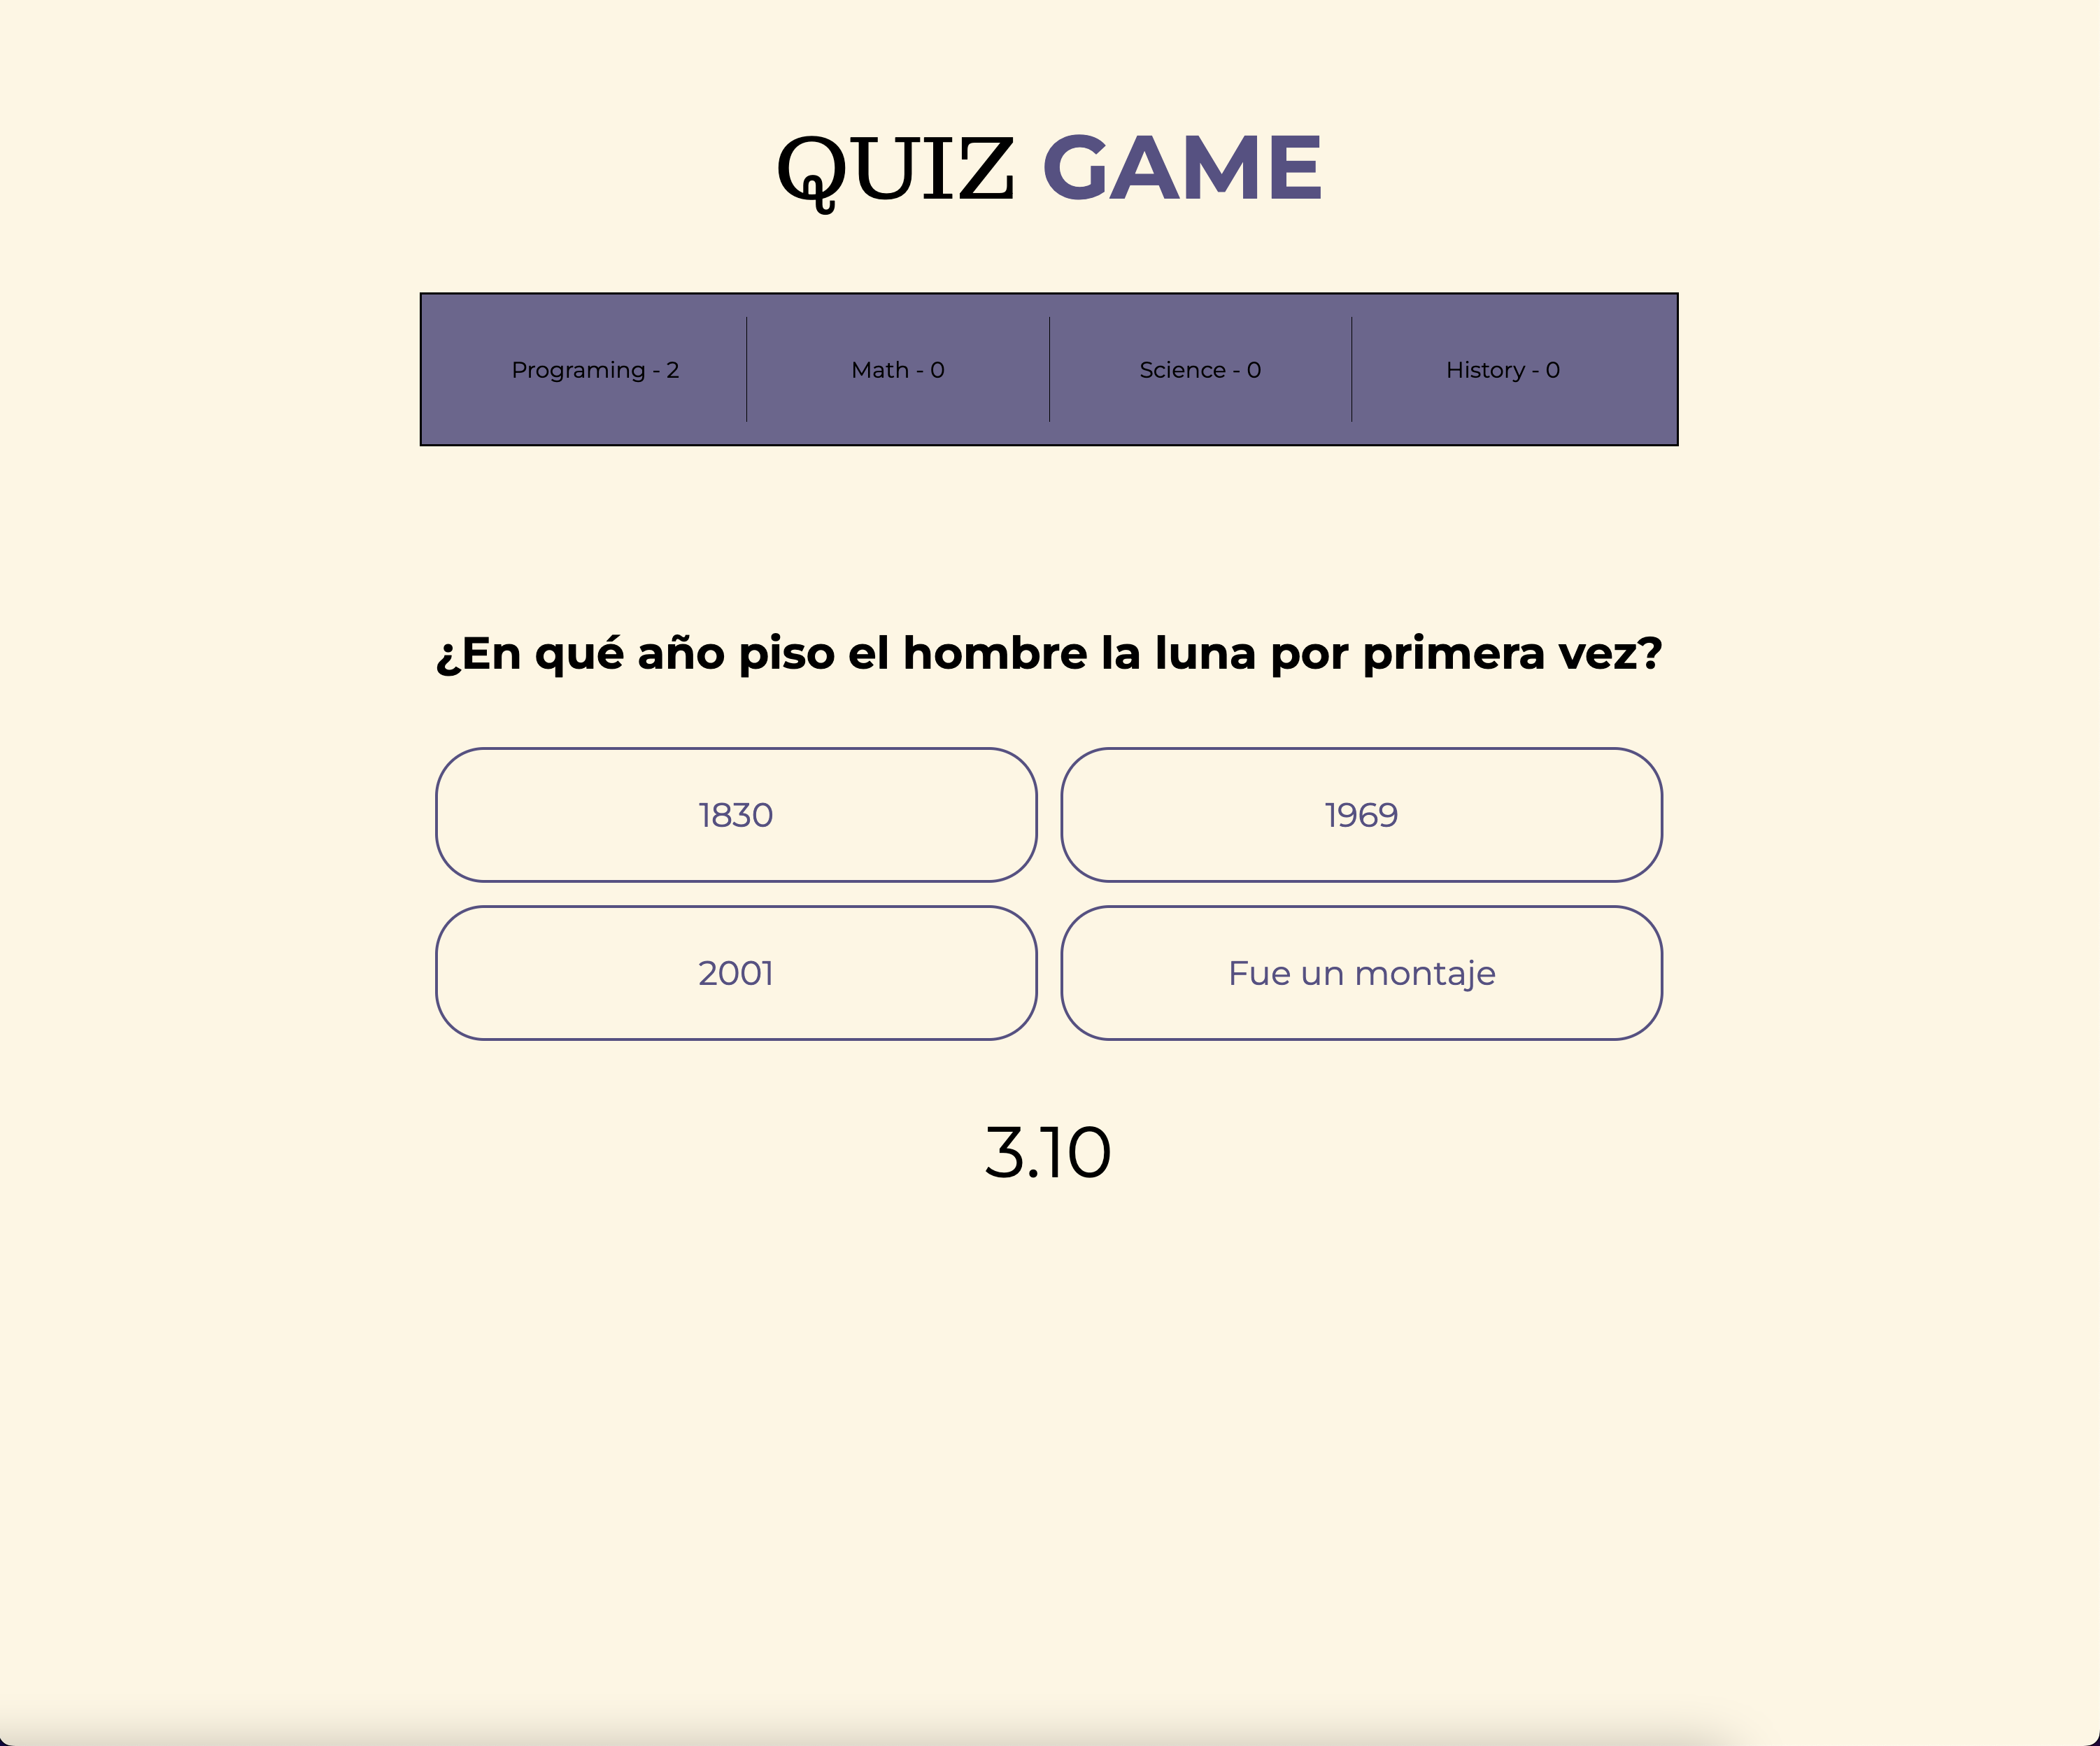 QUIZ GAME
Programing - 2
Math - 0
Science - 0
History - 0
¿En qué año piso el hombre la luna por primera vez?
1830
1969
2001
Fue un montaje
3.10